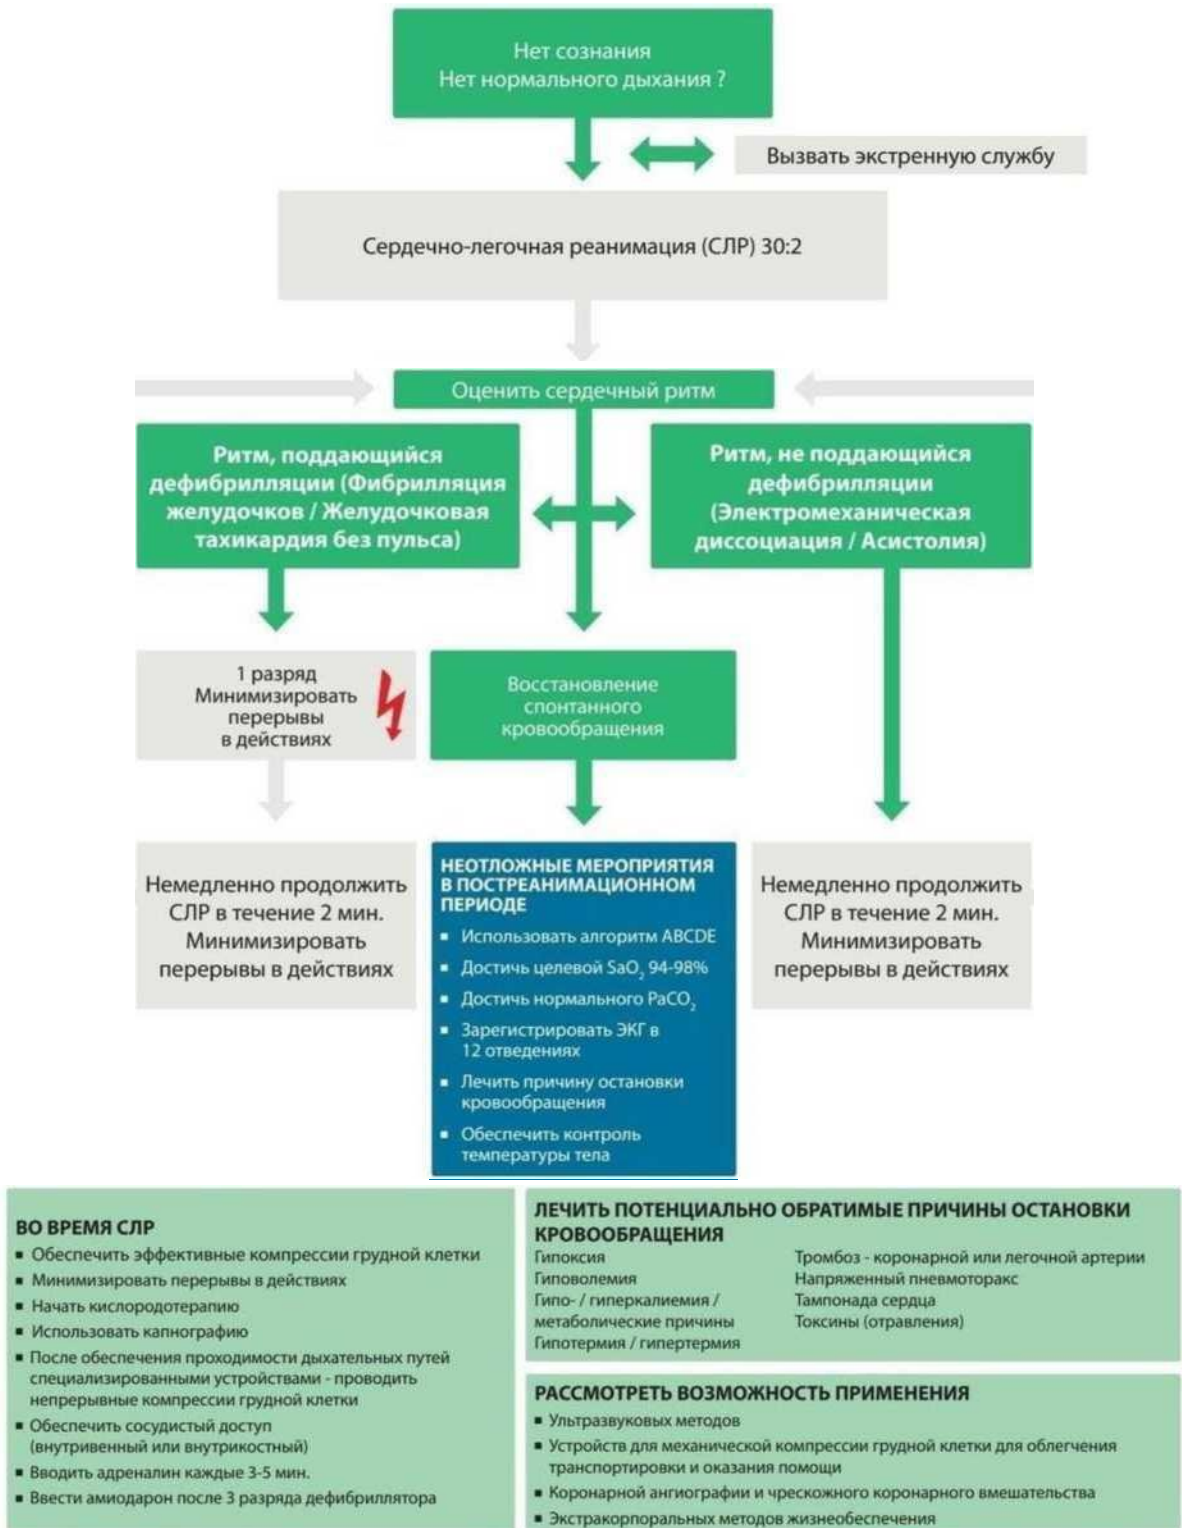 Нет сознания
Нет нормального дыхания ?
Вызвать экстренную службу
Сердечно-легочная реанимация (СЛР) 30:2
Оценить сердечный ритм
Ритм, поддающийся
дефибрилляции (Фибрилляция
желудочков / Желудочковая
тахикардия без пульса)
Ритм, не поддающийся
дефибрилляции
(Электромеханическая
диссоциация / Асистолия)
1 разряд
Минимизировать
перерывы
в действиях
Восстановление
спонтанного
кровообращения
Немедленно продолжить
СЛР в течение 2 мин.
Минимизировать
перерывы в действиях
НЕОТЛОЖНЫЕ МЕРОПРИЯТИЯ
В ПОСТРЕАНИМАЦИОННОМ
ПЕРИОДЕ
▪ Использовать алгоритм ABCDE
▪ Достичь целевой SaO₂ 94-98%
▪ Достичь нормального PaCO₂
▪ Зарегистрировать ЭКГ в
12 отведениях
▪ Лечить причину остановки
кровообращения
▪ Обеспечить контроль
температуры тела
Немедленно продолжить
СЛР в течение 2 мин.
Минимизировать
перерывы в действиях
ВО ВРЕМЯ СЛР
▪ Обеспечить эффективные компрессии грудной клетки
▪ Минимизировать перерывы в действиях
▪ Начать кислородотерапию
▪ Использовать капнографию
▪ После обеспечения проходимости дыхательных путей
специализированными устройствами - проводить
непрерывные компрессии грудной клетки
▪ Обеспечить сосудистый доступ
(внутривенный или внутрикостный)
▪ Вводить адреналин каждые 3-5 мин.
▪ Ввести амиодарон после 3 разряда дефибриллятора
ЛЕЧИТЬ ПОТЕНЦИАЛЬНО ОБРАТИМЫЕ ПРИЧИНЫ ОСТАНОВКИ
КРОВООБРАЩЕНИЯ
Гипоксия
Гиповолемия
Гипо- / гиперкалиемия /
метаболические причины
Гипотермия / гипертермия
Тромбоз - коронарной или легочной артерии
Напряженный пневмоторакс
Тампонада сердца
Токсины (отравления)
РАССМОТРЕТЬ ВОЗМОЖНОСТЬ ПРИМЕНЕНИЯ
▪ Ультразвуковых методов
▪ Устройств для механической компрессии грудной клетки для облегчения
транспортировки и оказания помощи
▪ Коронарной ангиографии и чрескожного коронарного вмешательства
▪ Экстракорпоральных методов жизнеобеспечения